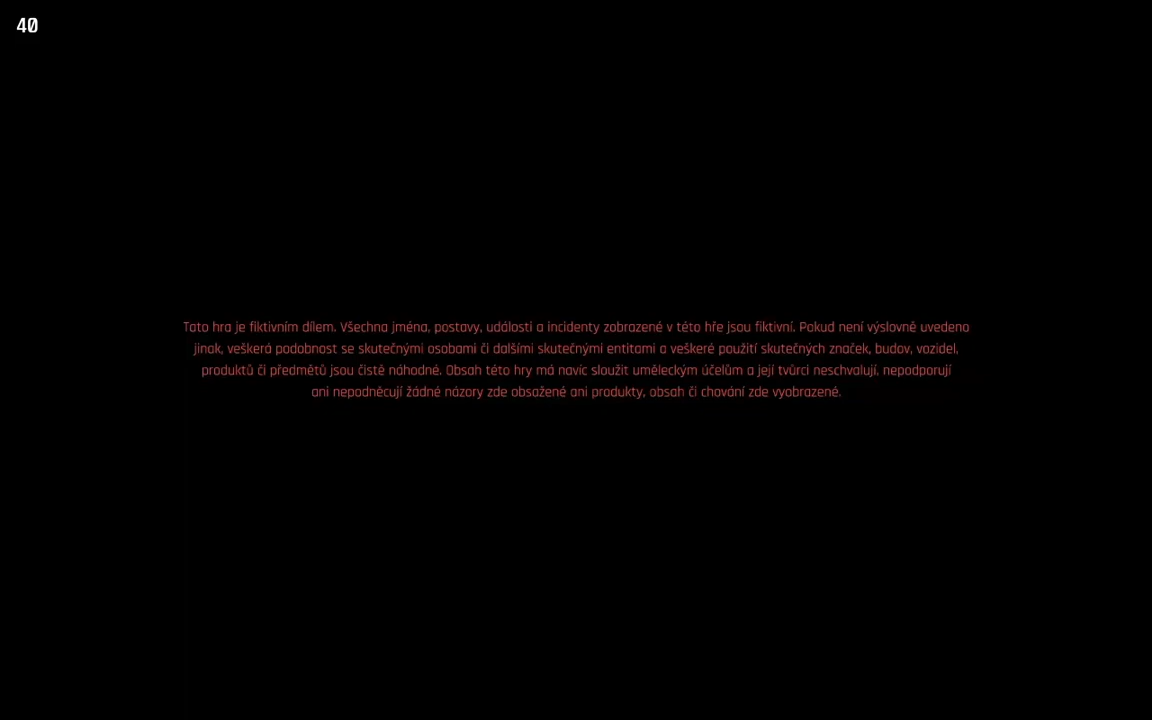 40
Tato hra je fiktivním dílem. Všechna jména, postavy, události a incidenty zobrazené v této hře jsou fiktivní. Pokud není výslovně uvedeno
jinak, veškerá podobnost se skutečnými osobami či dalšími skutečnými entitami a veškeré použití skutečných značek, budov, vozidel,
produktů či předmětů jsou čistě náhodné. Obsah této hry má navíc sloužit uměleckým účelům a její tvůrci neschvalují, nepodporují
ani nepodněcují žádné názory zde obsažené ani produkty, obsah či chování zde vyobrazené.